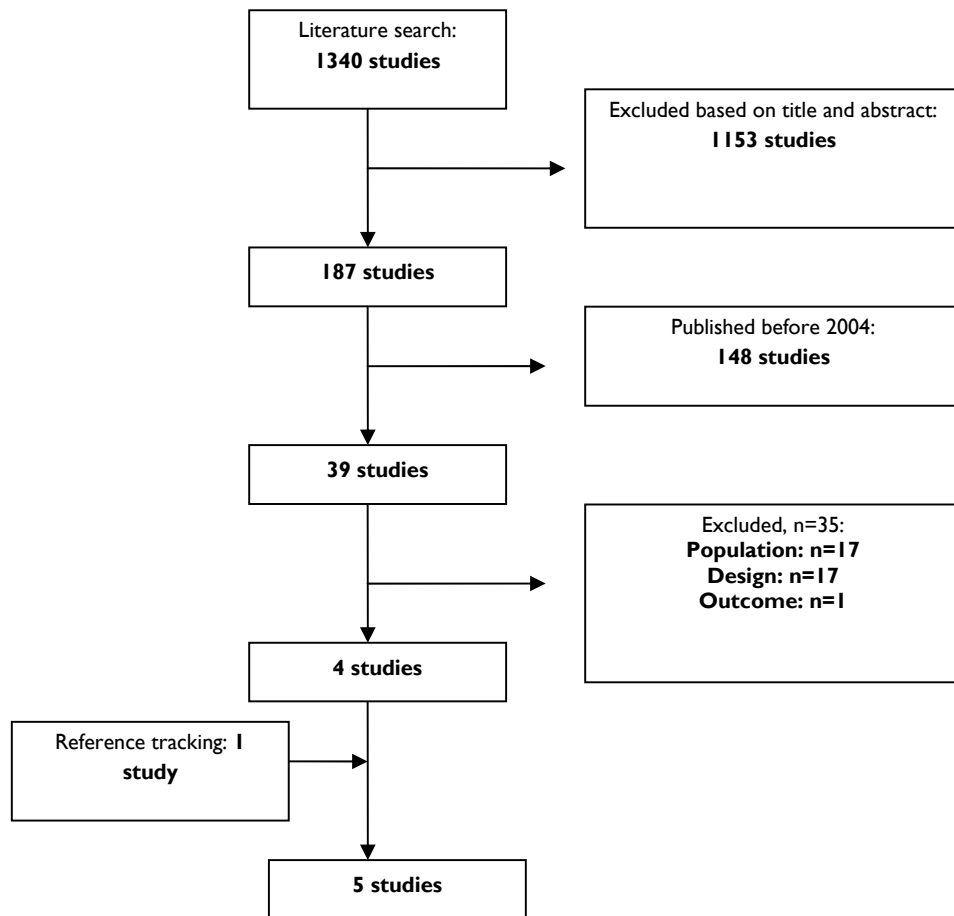 Literature search:
1340 studies
Excluded based on title and abstract:
1153 studies
187 studies
Published before 2004:
148 studies
39 studies
Excluded, n=35:
Population: n=17
Design: n=17
Outcome: n=1
4 studies
Reference tracking: 1
study
5 studies